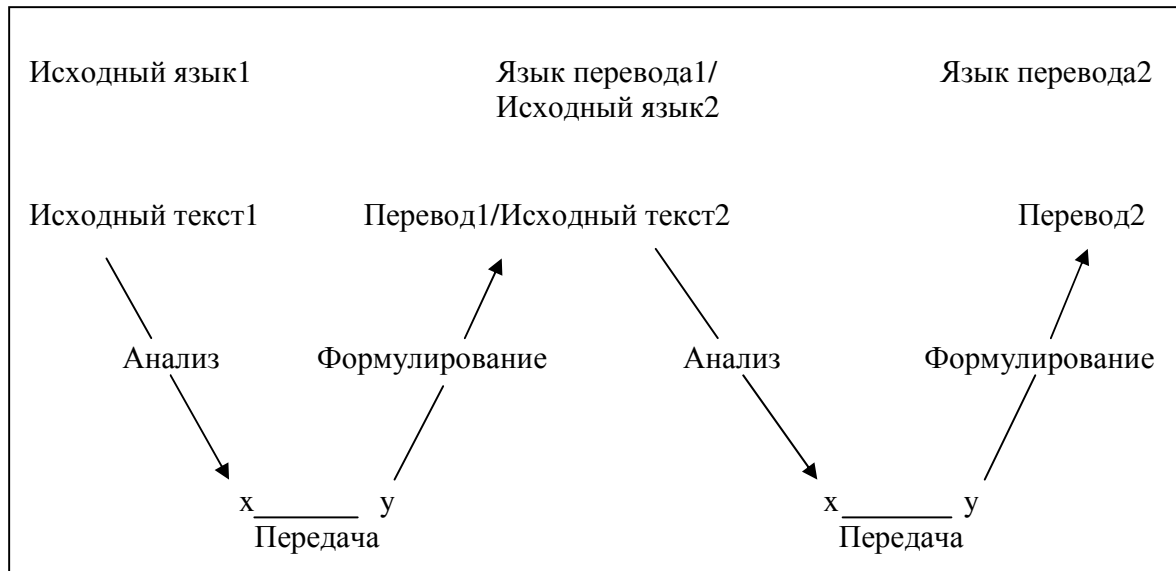 Исходный язык1 Язык перевода1/ Язык перевода2
Исходный язык2
Исходный текст1 Перевод1/Исходный текст2 Перевод2
Анализ Формулирование Анализ Формулирование
x y x y
Передача Передача